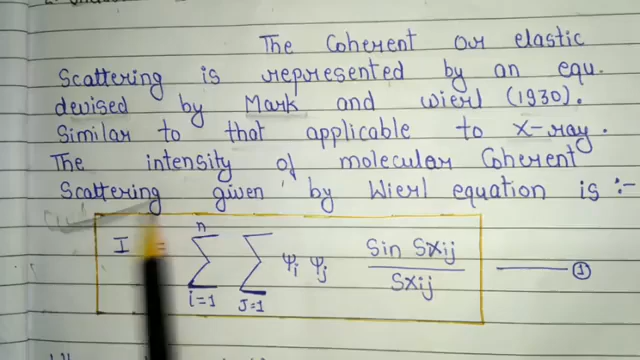 The Coherent our elastic
Scattering is represented by an equ.
devised by Mark and Wierl (1930).
Similar to that applicable to X-ray.
The intensity of molecular Coherent
Scattering given by Wierl equation is :-
I = n∑i=1 ∑J=1 ψi ψj Sin Sxij / Sxij —— ①